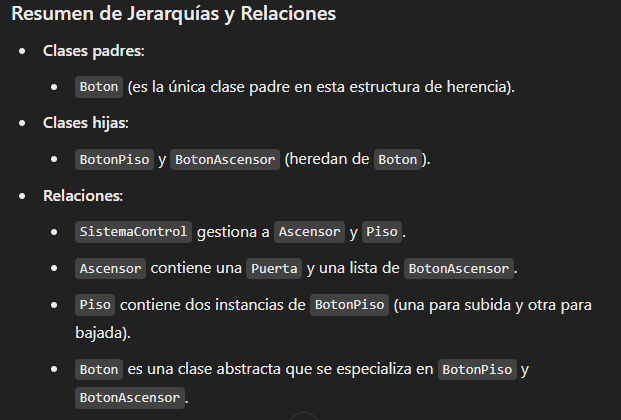 Resumen de Jerarquías y Relaciones
• Clases padres:
• Boton (es la única clase padre en esta estructura de herencia).
• Clases hijas:
• BotonPiso y BotonAscensor (heredan de Boton).
• Relaciones:
• SistemaControl gestiona a Ascensor y Piso.
• Ascensor contiene una Puerta y una lista de BotonAscensor.
• Piso contiene dos instancias de BotonPiso (una para subida y otra para
bajada).
• Boton es una clase abstracta que se especializa en BotonPiso y
BotonAscensor.